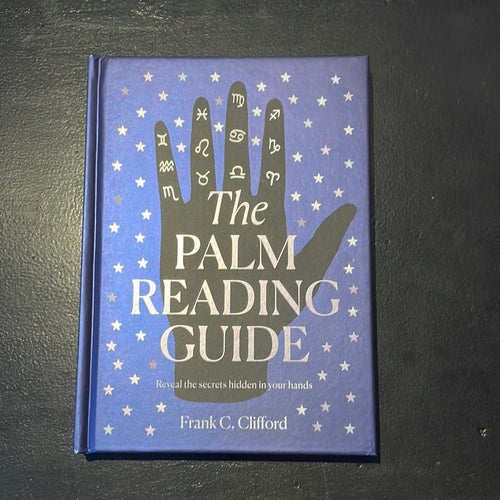 ♊ ♓ ♍ ♐
♒ ♌ ♋ ♑
♏ ♉ ♎ ♈
The
PALM
READING
GUIDE
Reveal the secrets hidden in your hands
Frank C. Clifford